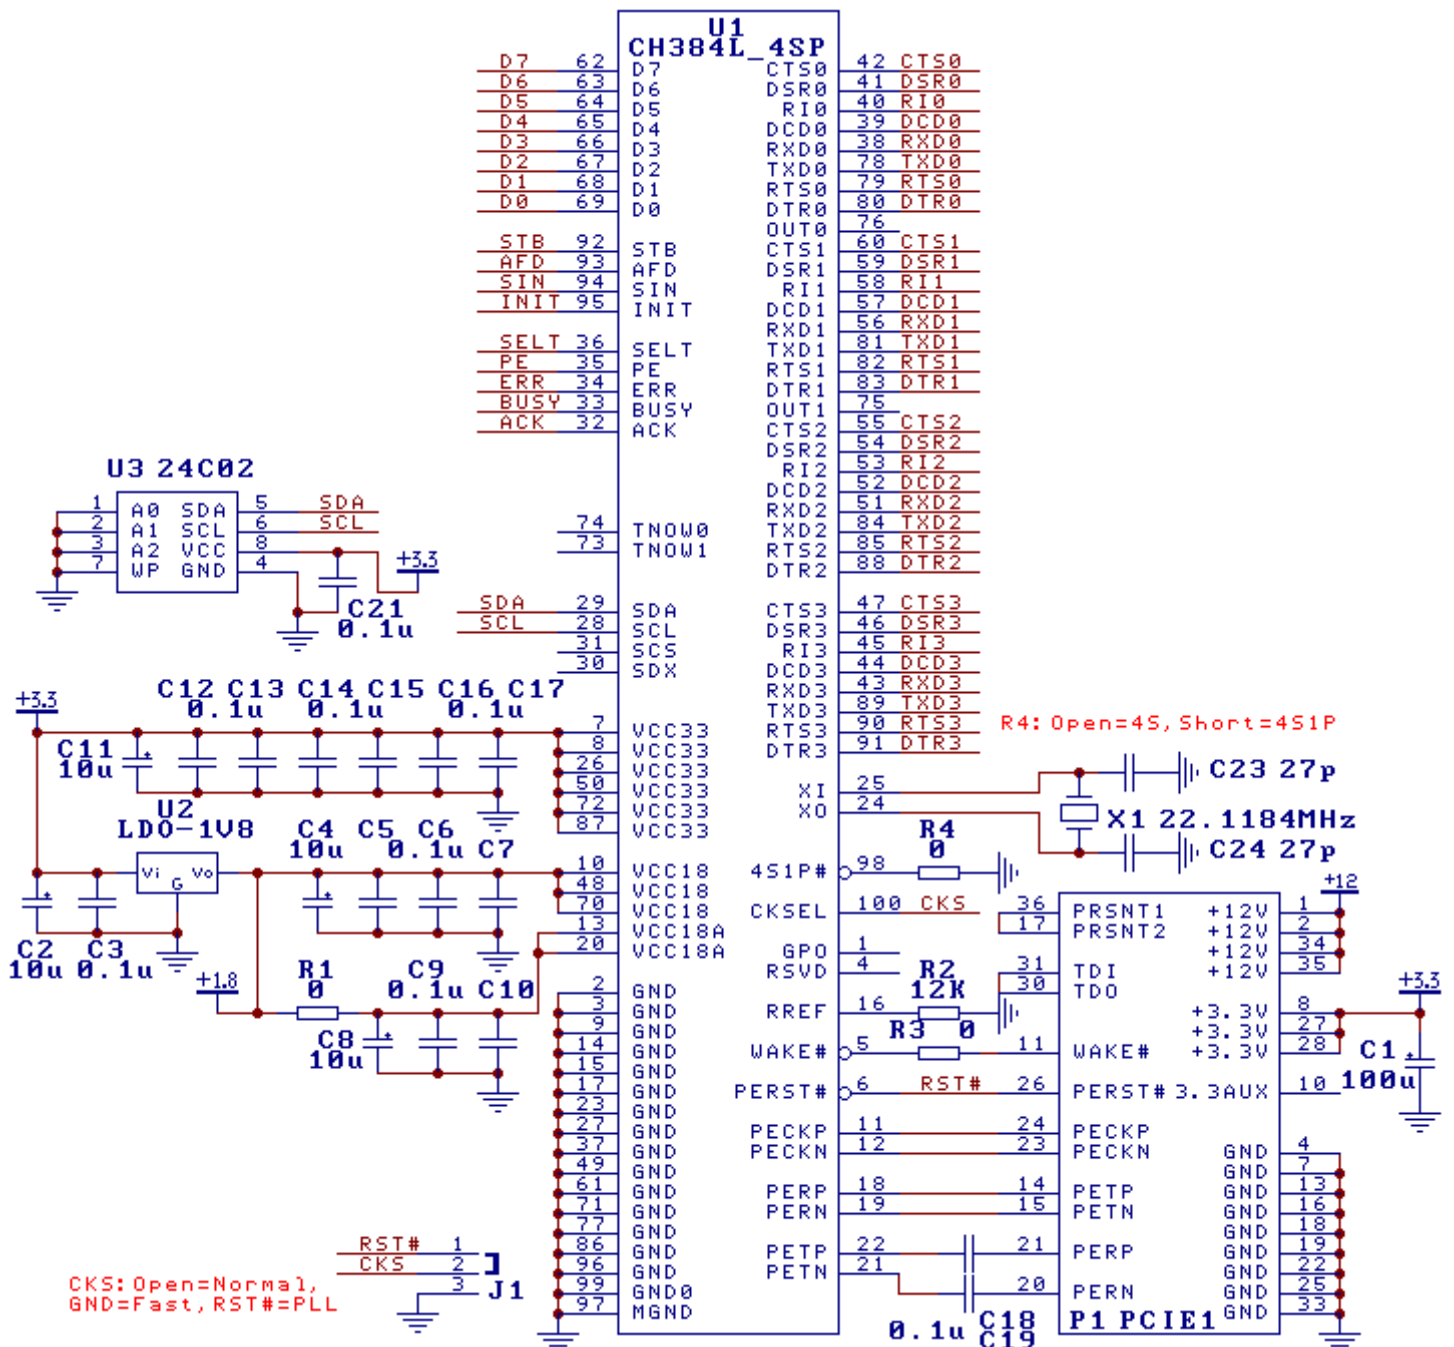 U1
CH384L_4SP
D7 62 D7 CTS0 42 CTS0
D6 63 D6 DSR0 41 DSR0
D5 64 D5 RI0 40 RI0
D4 65 D4 DCD0 39 DCD0
D3 66 D3 RXD0 38 RXD0
D2 67 D2 TXD0 78 TXD0
D1 68 D1 RTS0 79 RTS0
D0 69 D0 DTR0 80 DTR0
OUT0 76
STB 92 STB CTS1 60 CTS1
AFD 93 AFD DSR1 59 DSR1
SIN 94 SIN RI1 58 RI1
INIT 95 INIT DCD1 57 DCD1
RXD1 56 RXD1
SELT 36 SELT TXD1 81 TXD1
PE 35 PE RTS1 82 RTS1
ERR 34 ERR DTR1 83 DTR1
BUSY 33 BUSY OUT1 75
ACK 32 ACK CTS2 55 CTS2
DSR2 54 DSR2
U3 24C02 RI2 53 RI2
DCD2 52 DCD2
1 A0 SDA 5 SDA RXD2 51 RXD2
2 A1 SCL 6 SCL 74 TNOW0 TXD2 84 TXD2
3 A2 VCC 8 73 TNOW1 RTS2 85 RTS2
7 WP GND 4 +3.3 DTR2 88 DTR2
C21
0.1u
SDA 29 SDA CTS3 47 CTS3
SCL 28 SCL DSR3 46 DSR3
31 SCS RI3 45 RI3
30 SDX DCD3 44 DCD3
RXD3 43 RXD3
TXD3 89 TXD3
RTS3 90 RTS3
DTR3 91 DTR3
R4: Open=4S, Short=4S1P
+3.3 C12 C13 C14 C15 C16 C17
0.1u 0.1u 0.1u
C11
10u
7 VCC33
8 VCC33
26 VCC33
50 VCC33
72 VCC33
87 VCC33
XI 25
XO 24
C23 27p
X1 22.1184MHz
C24 27p
U2
LDO-1V8
Vi Vo
G
C4 C5 C6 C7
10u 0.1u
C2 C3
10u 0.1u
10 VCC18
48 VCC18
70 VCC18
13 VCC18A
20 VCC18A
R4
0
4S1P# 98
CKSEL 100 CKS
GPO 1
RSVD 4
+1.8 R1
0
C9 C10
0.1u
C8
10u
R2
12K
RREF 16
R3 0
WAKE# 5
PERST# 6 RST#
PECKP 11
PECKN 12
PERP 18
PERN 19
PETP 22
PETN 21
2 GND
3 GND
9 GND
14 GND
15 GND
17 GND
23 GND
27 GND
37 GND
49 GND
61 GND
71 GND
77 GND
86 GND
96 GND
99 GND0
97 MGND
+12
36 PRSNT1 +12V 1
17 PRSNT2 +12V 2
+12V 34
31 TDI +12V 35
30 TDO
+3.3
+3.3V 8
+3.3V 27
11 WAKE# +3.3V 28
C1
100u
26 PERST# 3.3AUX 10
24 PECKP
23 PECKN GND 4
GND 7
14 PETP GND 13
15 PETN GND 16
GND 18
21 PERP GND 19
GND 22
20 PERN GND 25
GND 33
P1 PCIE1
0.1u C18
C19
RST# 1
CKS 2
3 J1
CKS: Open=Normal,
GND=Fast, RST#=PLL